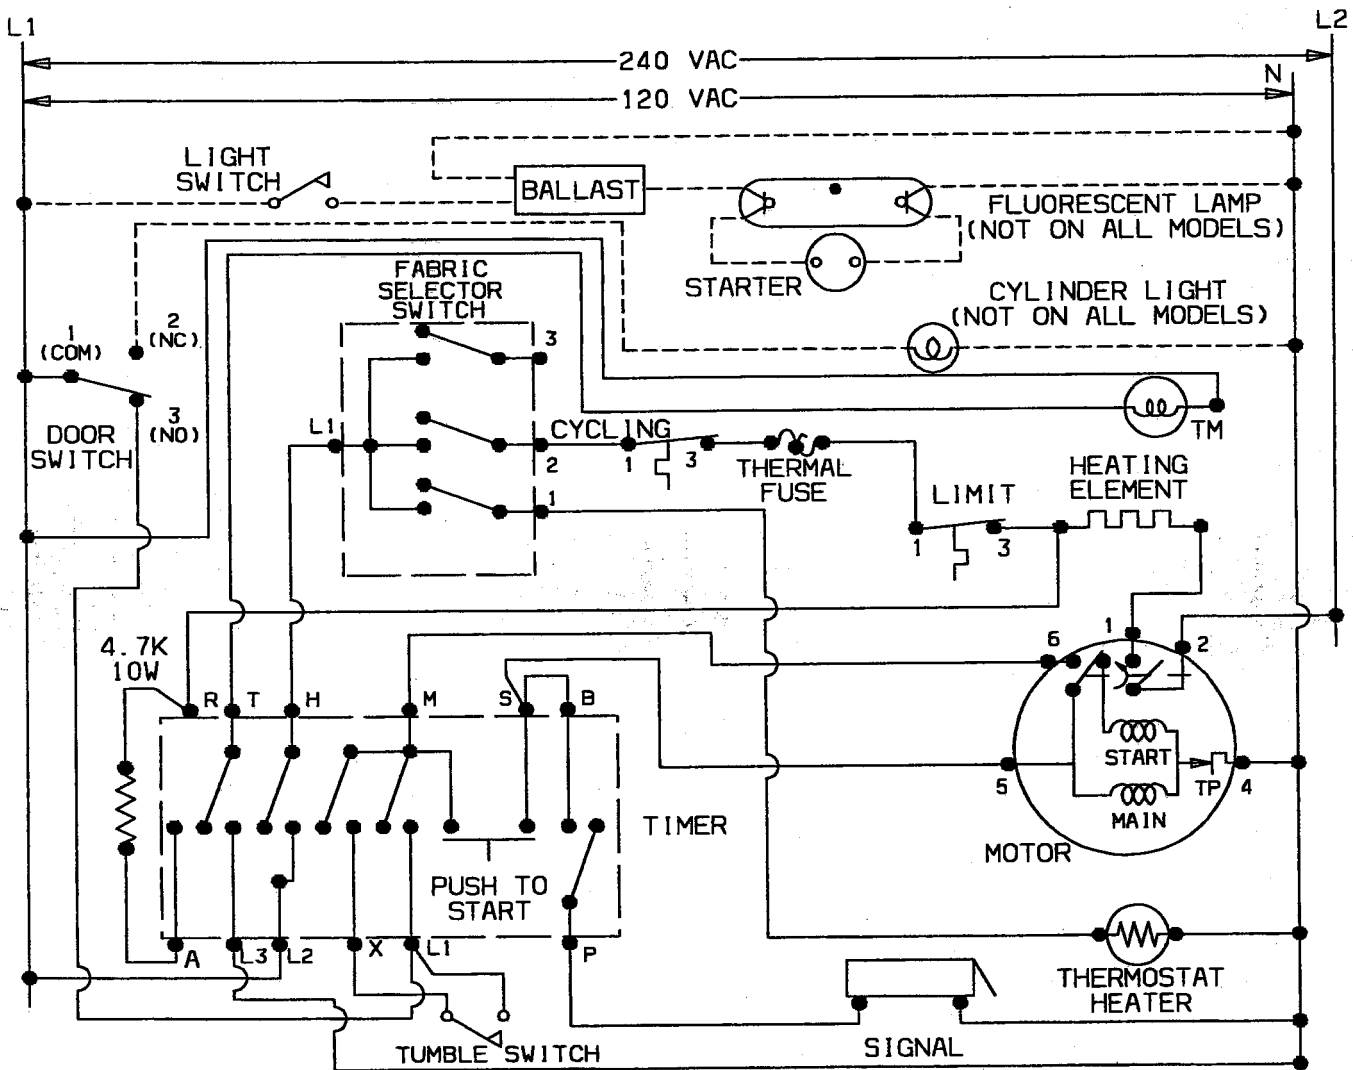 L1
L2
240 VAC
N
120 VAC
LIGHT
SWITCH
BALLAST
FLUORESCENT LAMP
(NOT ON ALL MODELS)
STARTER
FABRIC
SELECTOR
SWITCH
CYLINDER LIGHT
(NOT ON ALL MODELS)
1
(COM)
2
(NC)
3
3
(NO)
DOOR
SWITCH
L1
CYCLING
2
1
3
THERMAL
FUSE
TM
HEATING
ELEMENT
LIMIT
1
1
3
4.7K
10W
6
1
2
R
T
H
M
S
B
START
5
TP
4
MAIN
MOTOR
TIMER
PUSH TO
START
A
L3
L2
X
L1
P
TUMBLE SWITCH
SIGNAL
THERMOSTAT
HEATER